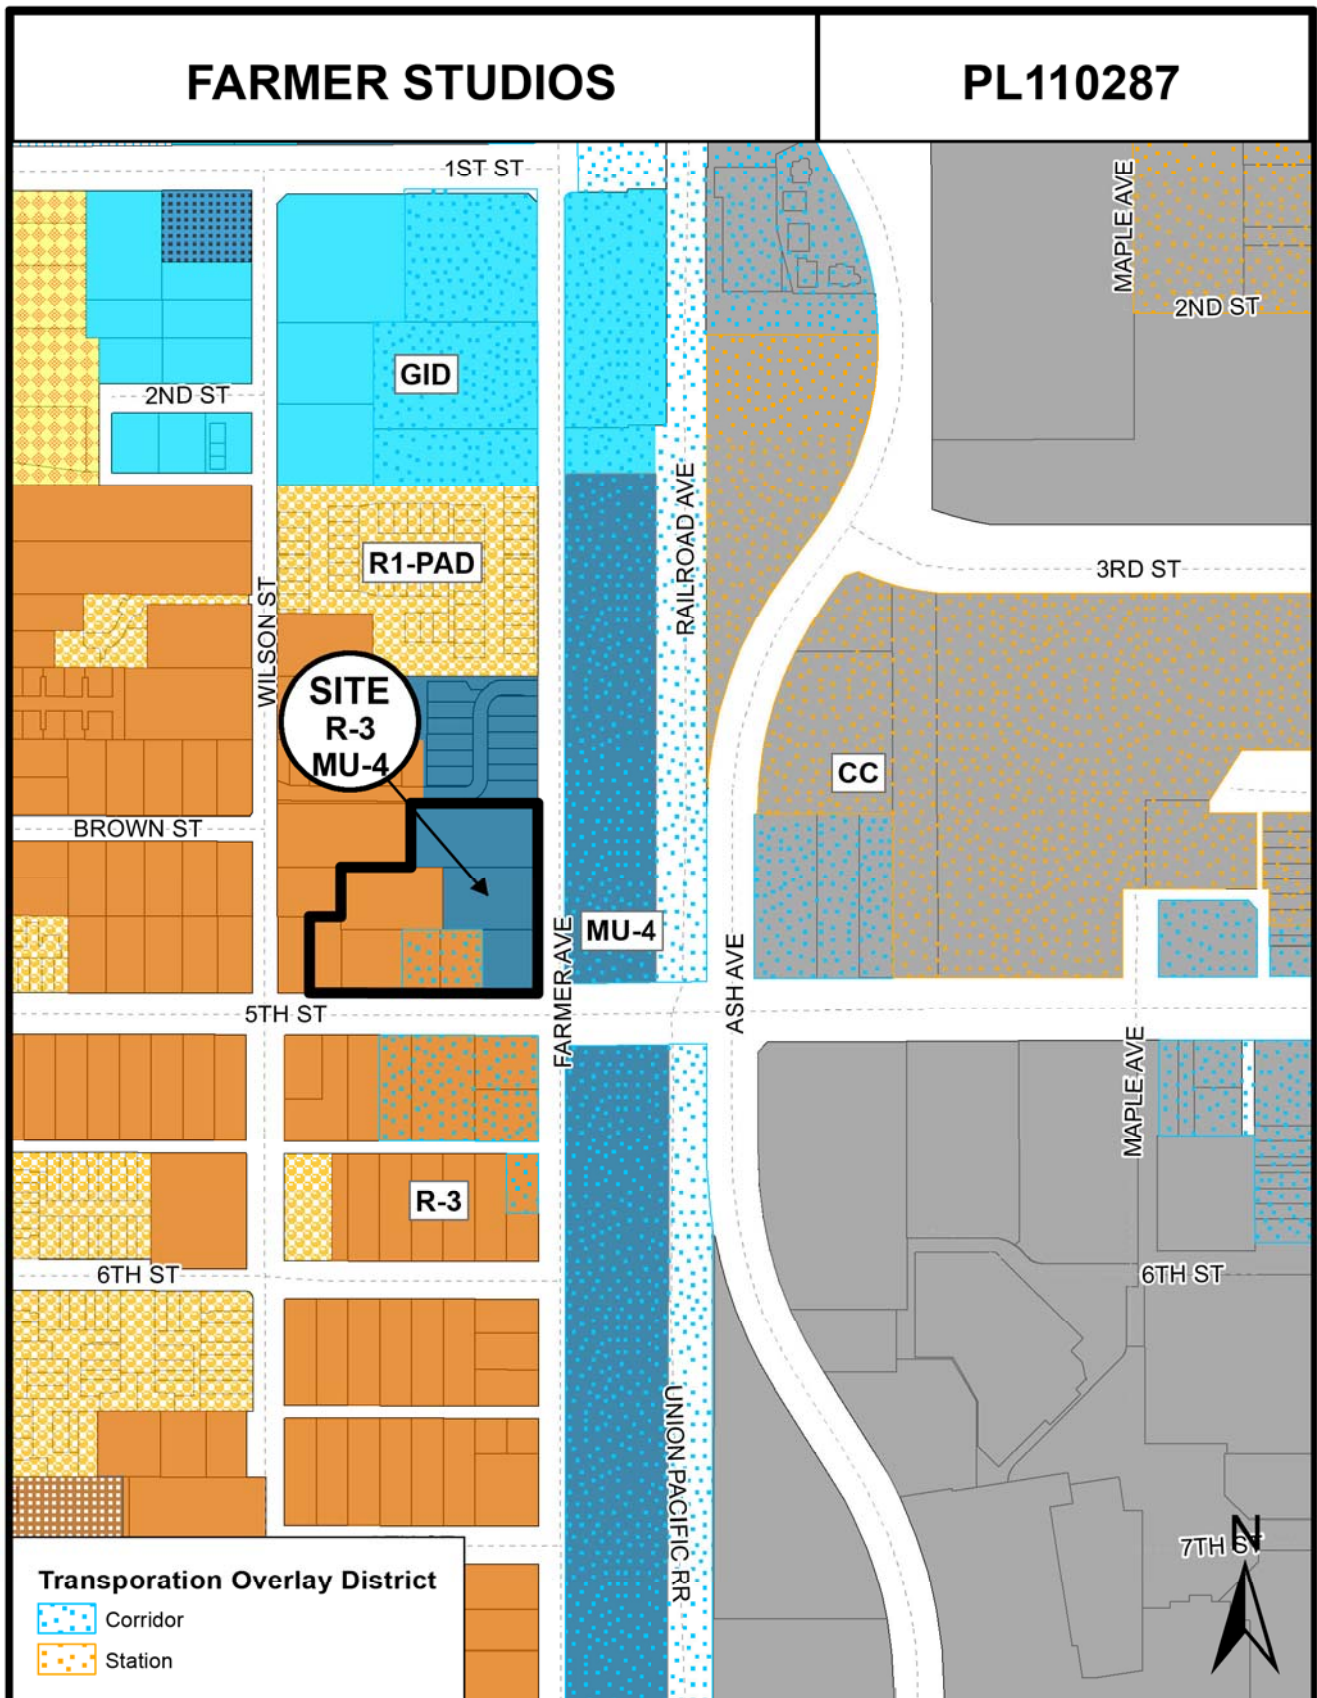 FARMER STUDIOS
PL110287
1ST ST
MAPLE AVE
2ND ST
GID
2ND ST
RAILROAD AVE
R1-PAD
3RD ST
WILSON ST
SITE
R-3
MU-4
CC
BROWN ST
MU-4
FARMER AVE
ASH AVE
5TH ST
MAPLE AVE
R-3
6TH ST
6TH ST
UNION PACIFIC RR
N
7TH ST
Transporation Overlay District
Corridor
Station